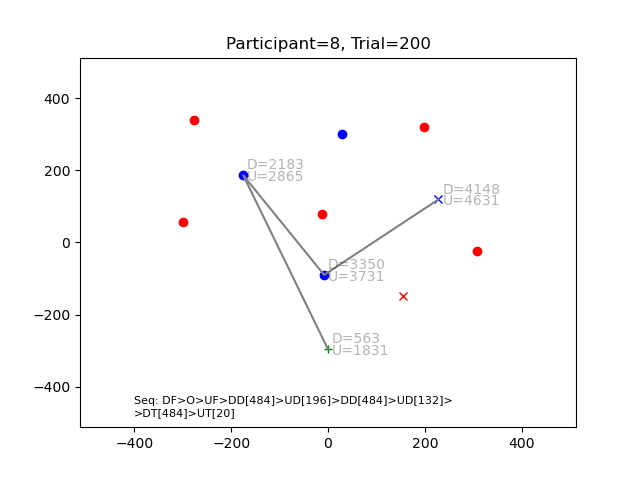 Participant=8, Trial=200
400
200
0
−200
−400
D=2183
U=2865
D=4148
U=4631
D=3350
U=3731
D=563
U=1831
Seq: DF>O>UF>DD[484]>UD[196]>DD[484]>UD[132]>
>DT[484]>UT[20]
−400 −200 0 200 400